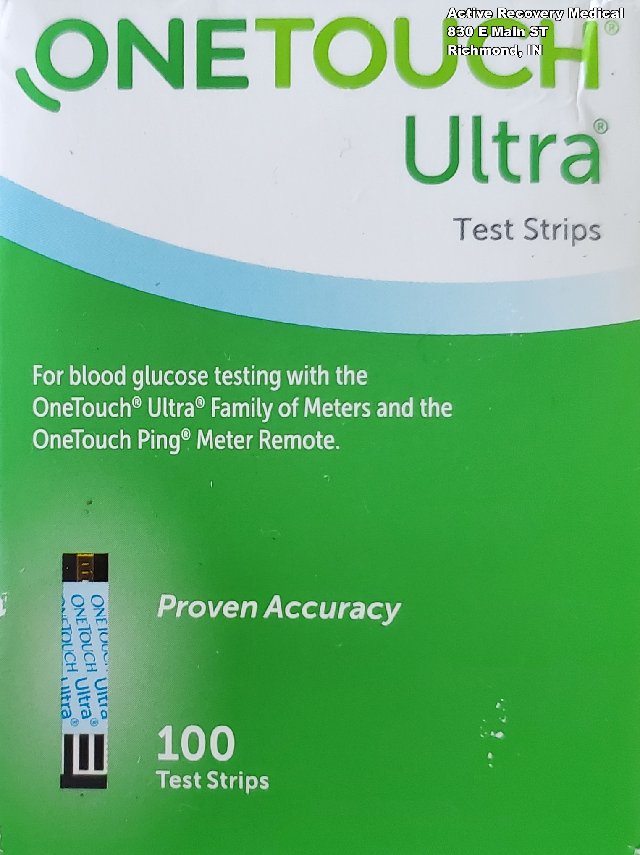 Active Recovery Medical
830 E Main ST
Richmond, IN
ONETOUCH®
Ultra®
Test Strips
For blood glucose testing with the
OneTouch® Ultra® Family of Meters and the
OneTouch Ping® Meter Remote.
Proven Accuracy
ONETOUCH Ultra®
ONETOUCH Ultra®
ONETOUCH Ultra®
100
Test Strips